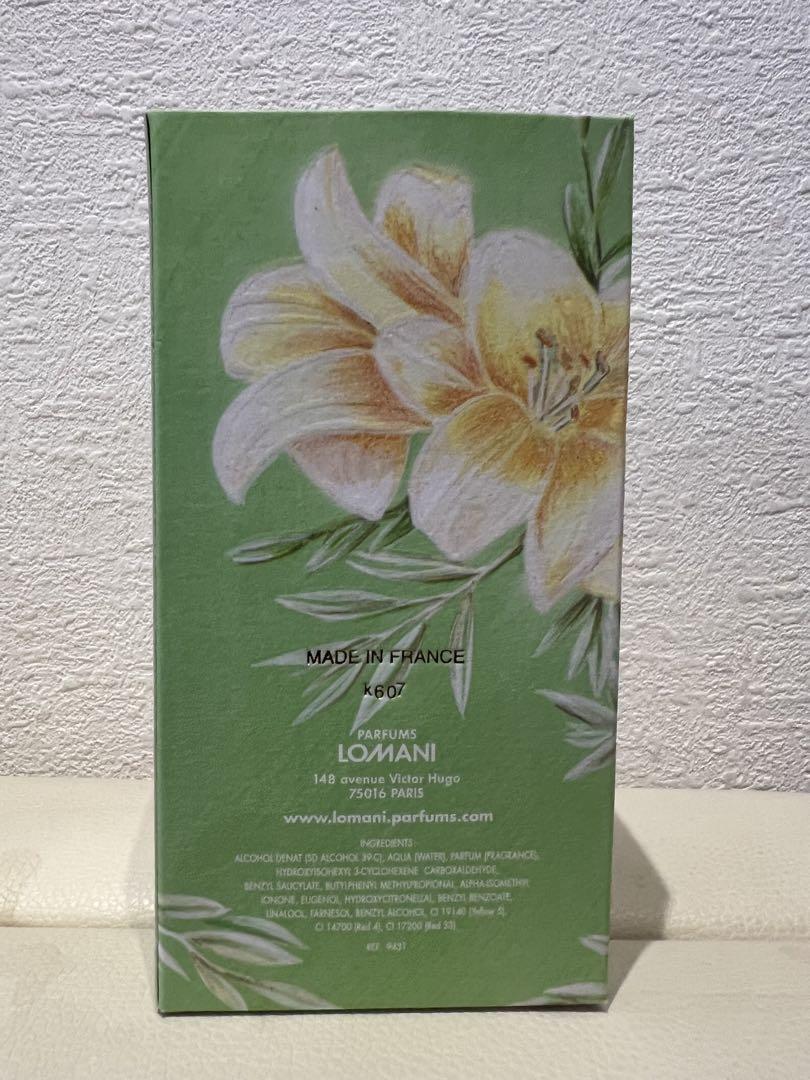 MADE IN FRANCE
k607
PARFUMS
LOMANI
148 avenue Victor Hugo
75016 PARIS
www.lomani.parfums.com
INGREDIENTS:
ALCOHOL DENAT (SD ALCOHOL 39-C), AQUA (WATER), PARFUM (FRAGRANCE),
HYDROXYISOHEXYL 3-CYCLOHEXENE CARBOXALDEHYDE,
BENZYL SALICYLATE, BUTYLPHENYL METHYLPROPIONAL, ALPHA-ISOMETHYL
IONONE, EUGENOL, HYDROXYCITRONELLAL, BENZYL BENZOATE,
LINALOOL, FARNESOL, BENZYL ALCOHOL, CI 19140 (Yellow 5),
CI 14700 (Red 4), CI 17200 (Red 33).
REF. 9431